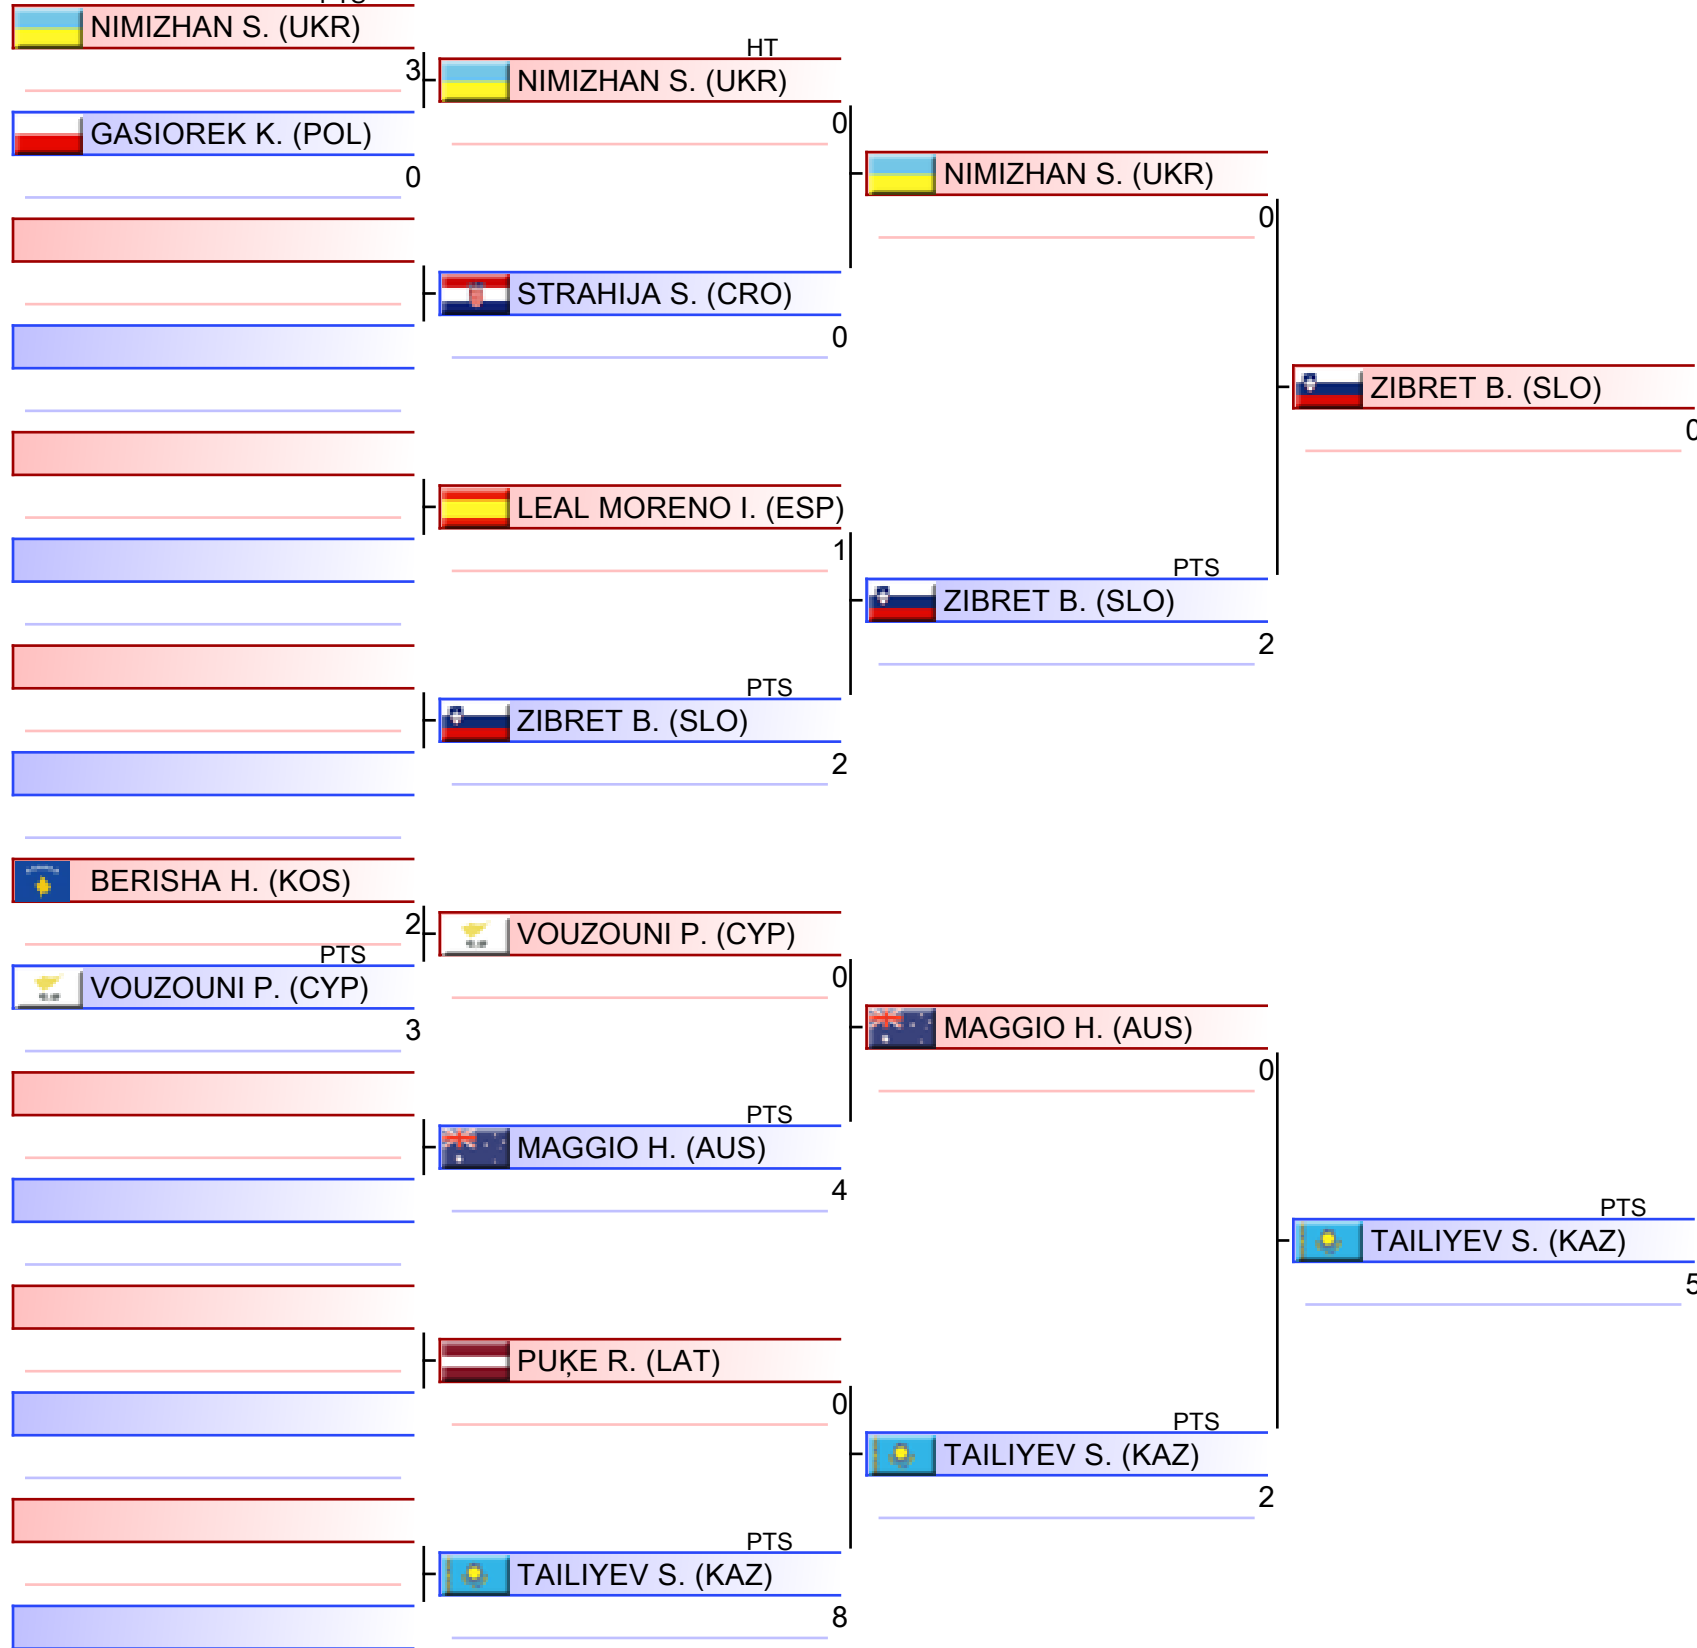 PTS
NIMIZHAN S. (UKR)
3
GASIOREK K. (POL)
0
BERISHA H. (KOS)
2
PTS
VOUZOUNI P. (CYP)
3
HT
NIMIZHAN S. (UKR)
0
STRAHIJA S. (CRO)
0
LEAL MORENO I. (ESP)
1
PTS
ZIBRET B. (SLO)
2
VOUZOUNI P. (CYP)
0
PTS
MAGGIO H. (AUS)
4
PUĶE R. (LAT)
0
PTS
TAILIYEV S. (KAZ)
8
NIMIZHAN S. (UKR)
0
PTS
ZIBRET B. (SLO)
2
MAGGIO H. (AUS)
0
PTS
TAILIYEV S. (KAZ)
2
ZIBRET B. (SLO)
0
PTS
TAILIYEV S. (KAZ)
5